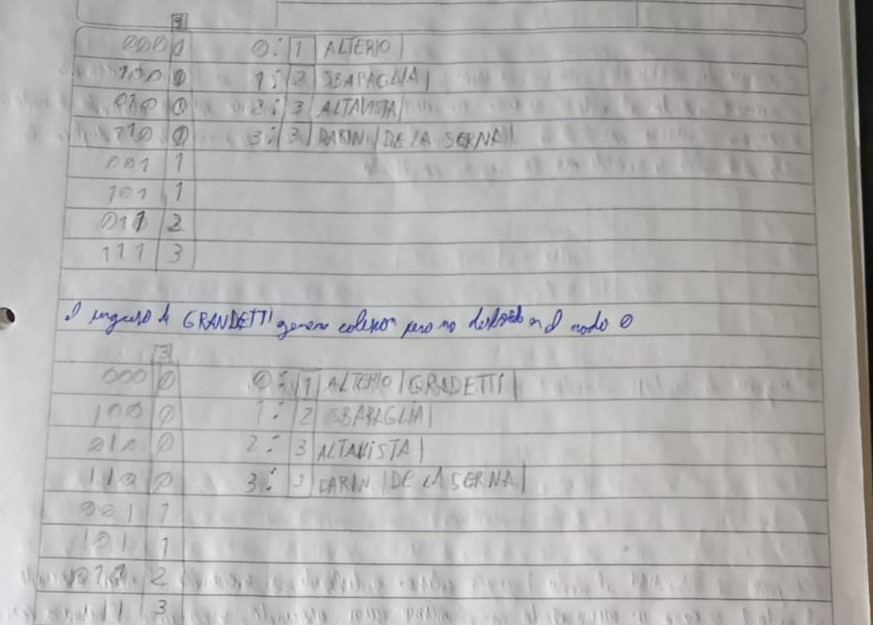 3
000 0 0: 1 ALTERIO |
100 0 1: 2 SBARAGLIA |
010 0 2: 3 ALTAVISTA |
110 0 3: 3 DARIN | DE LA SERNA |
001 1
101 1
011 2
111 3
El ingreso de GRANDETTI genera colision pero no en el nodo 0
3
000 0 0: 1 ALTERIO | GRADETTI |
100 0 1: 2 SBARAGLIA |
010 0 2: 3 ALTAVISTA |
110 0 3: 3 DARIN | DE LA SERNA |
001 1
101 1
011 2
111 3